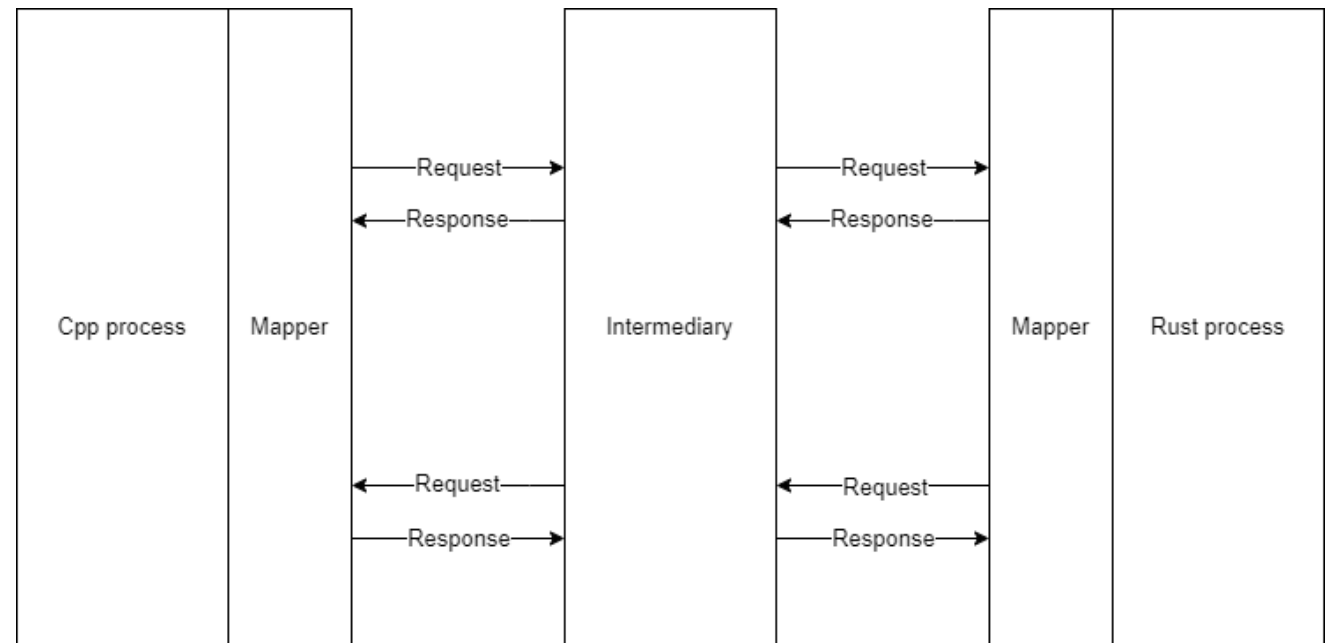 Request
Request
Response
Response
Cpp process
Mapper
Intermediary
Mapper
Rust process
Request
Request
Response
Response